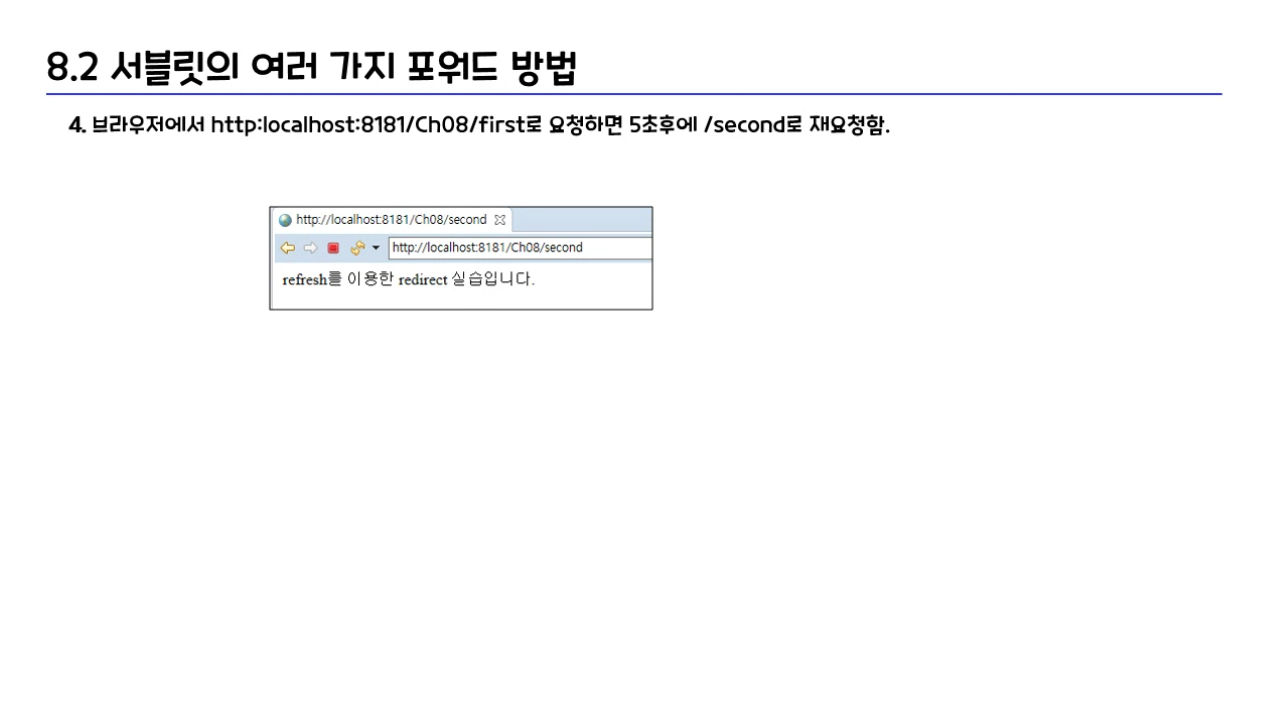 8.2 서블릿의 여러 가지 포워드 방법
4. 브라우저에서 http:localhost:8181/Ch08/first로 요청하면 5초후에 /second로 재요청함.
http://localhost:8181/Ch08/second
http://localhost:8181/Ch08/second
refresh를 이용한 redirect 실습입니다.